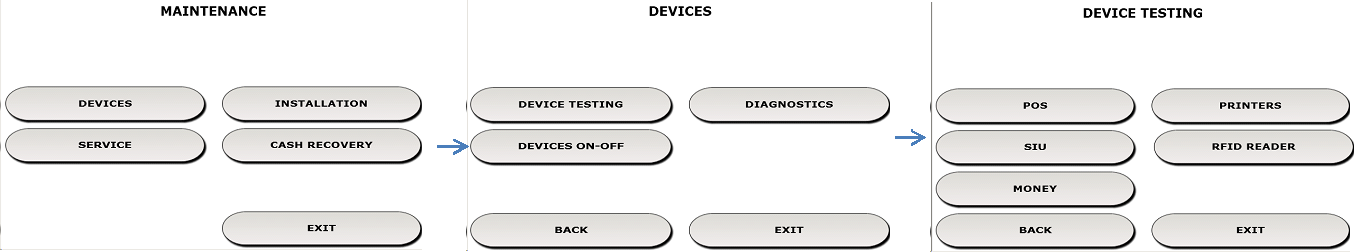 MAINTENANCE
DEVICES
INSTALLATION
SERVICE
CASH RECOVERY
EXIT
DEVICES
DEVICE TESTING
DIAGNOSTICS
DEVICES ON-OFF
BACK
EXIT
DEVICE TESTING
POS
PRINTERS
SIU
RFID READER
MONEY
BACK
EXIT